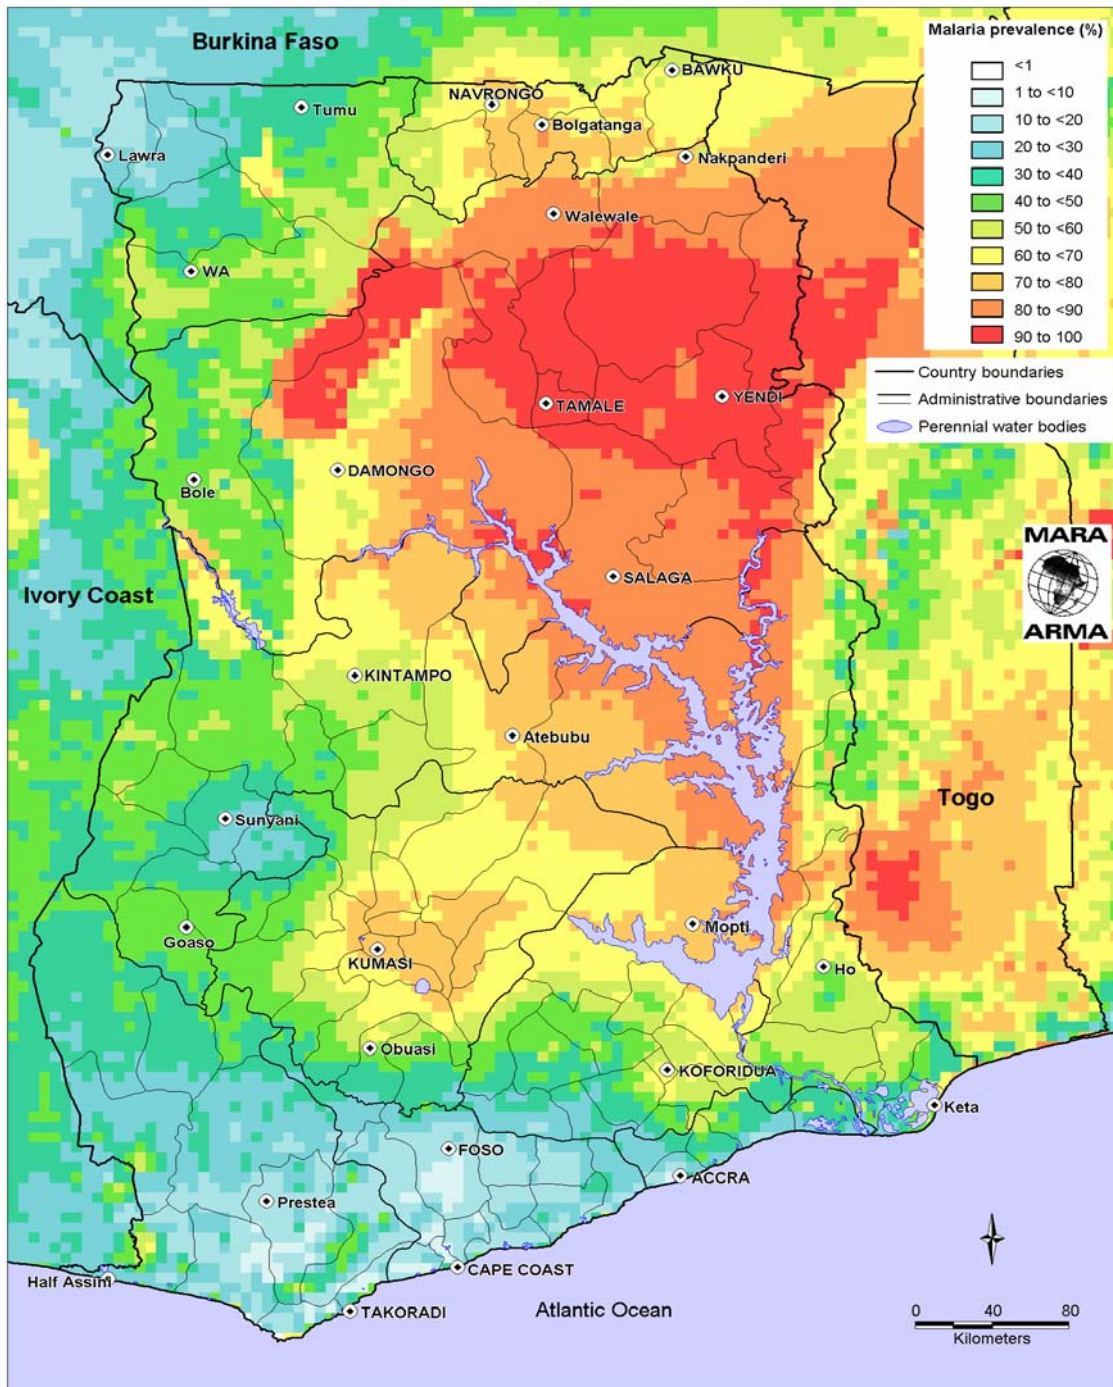 Burkina Faso
Malaria prevalence (%)
<1
1 to <10
10 to <20
20 to <30
30 to <40
40 to <50
50 to <60
60 to <70
70 to <80
80 to <90
90 to 100
Country boundaries
Administrative boundaries
Perennial water bodies
BAWKU
NAVRONGO
Tumu
Bolgatanga
Lawra
Nakpanderi
Walewale
WA
TAMALE
YENDI
DAMONGO
Bole
MARA
ARMA
SALAGA
Ivory Coast
KINTAMPO
Atebubu
Togo
Sunyani
Mopti
Goaso
KUMASI
Ho
Obuasi
KOFORIDUA
Keta
FOSO
ACCRA
Prestea
CAPE COAST
Half Assini
TAKORADI
Atlantic Ocean
0 40 80
Kilometers